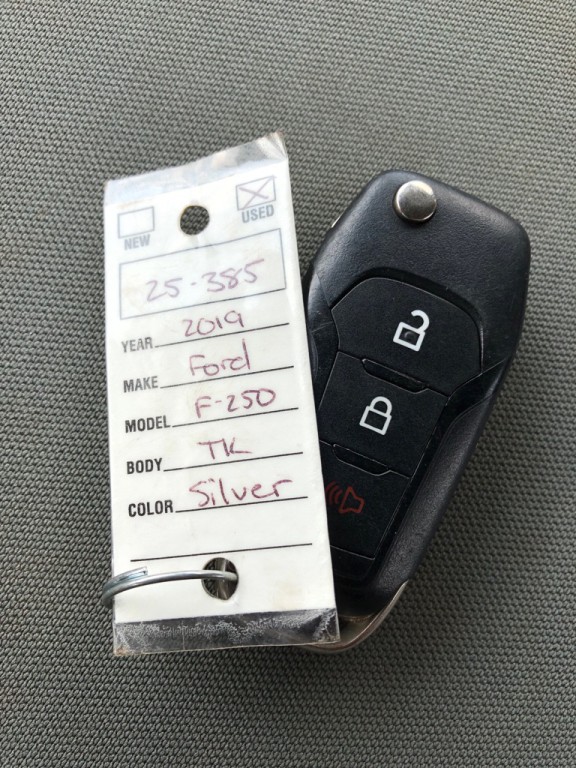 NEW USED
25-385
YEAR 2019
MAKE Ford
MODEL F-250
BODY TK
COLOR Silver